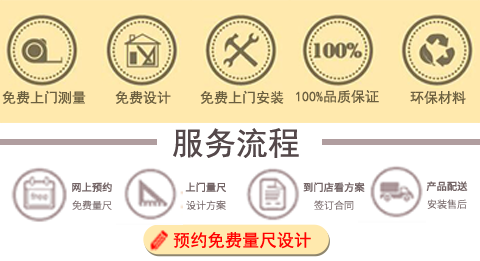 100%
免费上门测量
免费设计
免费上门安装
100%品质保证
环保材料
服务流程
free
网上预约
免费量尺
上门量尺
设计方案
到门店看方案
签订合同
产品配送
安装售后
预约免费量尺设计